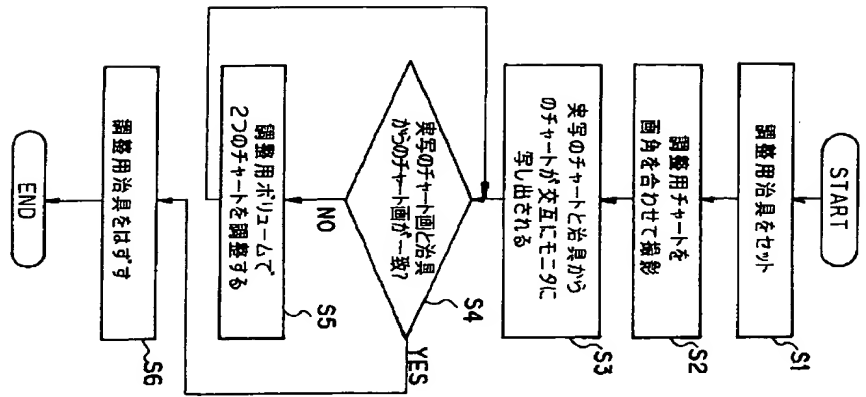 START
調整用治具をセット
S1
調整用チャートを
画角を合わせて撮影
S2
実写のチャートと治具から
のチャートが交互にモニタに
写し出される
S3
実写のチャート画と治具
からのチャート画が一致?
S4
YES
NO
調整用ボリュームで
2つのチャートを調整する
S5
調整用治具をはずす
S6
END